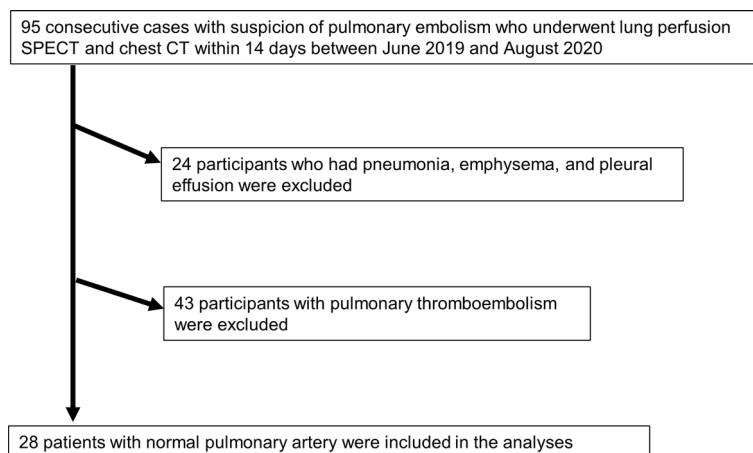 95 consecutive cases with suspicion of pulmonary embolism who underwent lung perfusion
SPECT and chest CT within 14 days between June 2019 and August 2020
24 participants who had pneumonia, emphysema, and pleural
effusion were excluded
43 participants with pulmonary thromboembolism
were excluded
28 patients with normal pulmonary artery were included in the analyses